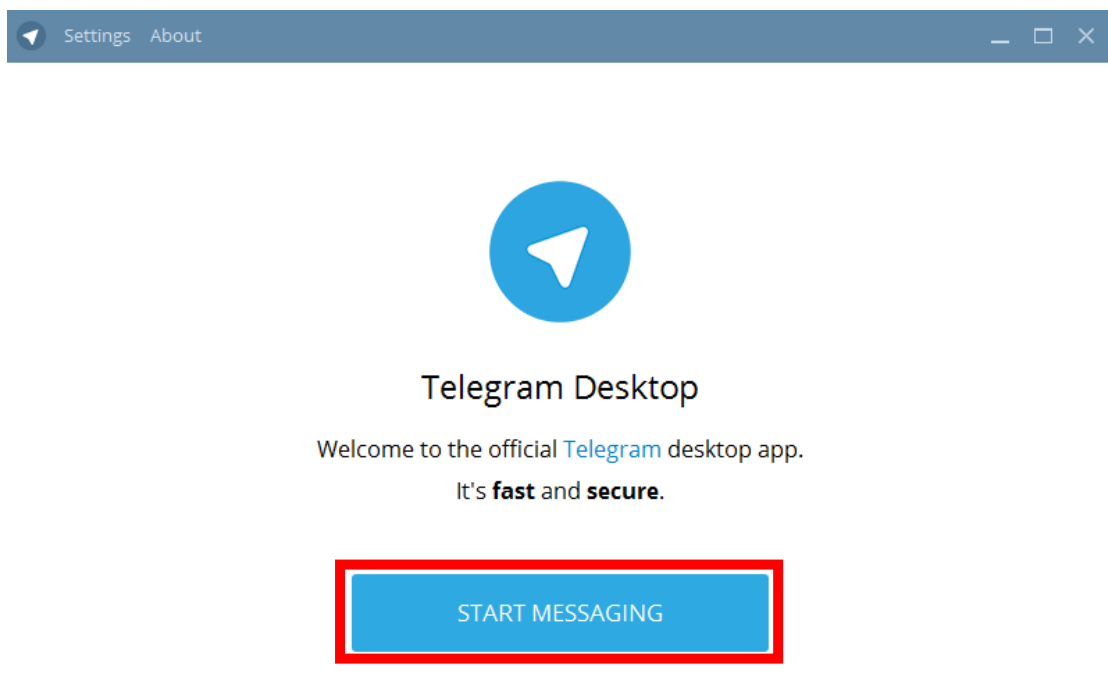 Settings About
Telegram Desktop
Welcome to the official Telegram desktop app.
It's fast and secure.
START MESSAGING